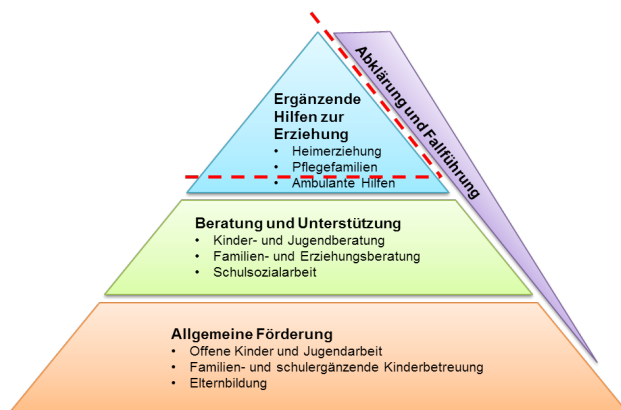 Ergänzende
Hilfen zur
Erziehung
• Heimerziehung
• Pflegefamilien
• Ambulante Hilfen
Abklärung und Fallführung
Beratung und Unterstützung
• Kinder- und Jugendberatung
• Familien- und Erziehungsberatung
• Schulsozialarbeit
Allgemeine Förderung
• Offene Kinder und Jugendarbeit
• Familien- und schulergänzende Kinderbetreuung
• Elternbildung